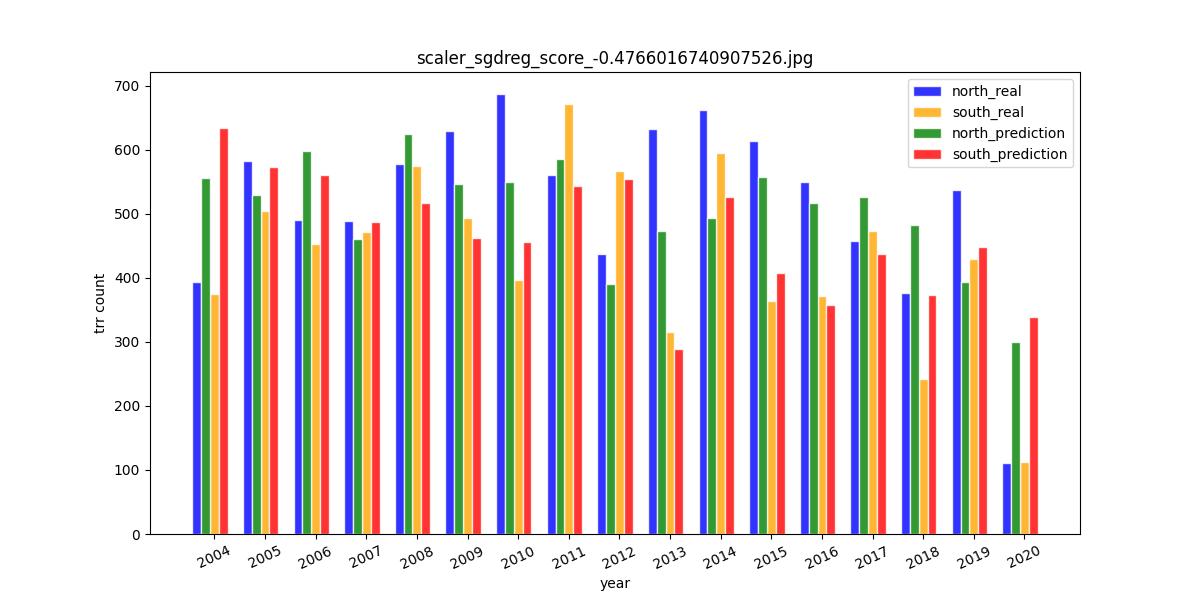 scaler_sgdreg_score_-0.4766016740907526.jpg
north_real
south_real
north_prediction
south_prediction
trr count
700
600
500
400
300
200
100
0
2004 2005 2006 2007 2008 2009 2010 2011 2012 2013 2014 2015 2016 2017 2018 2019 2020
year